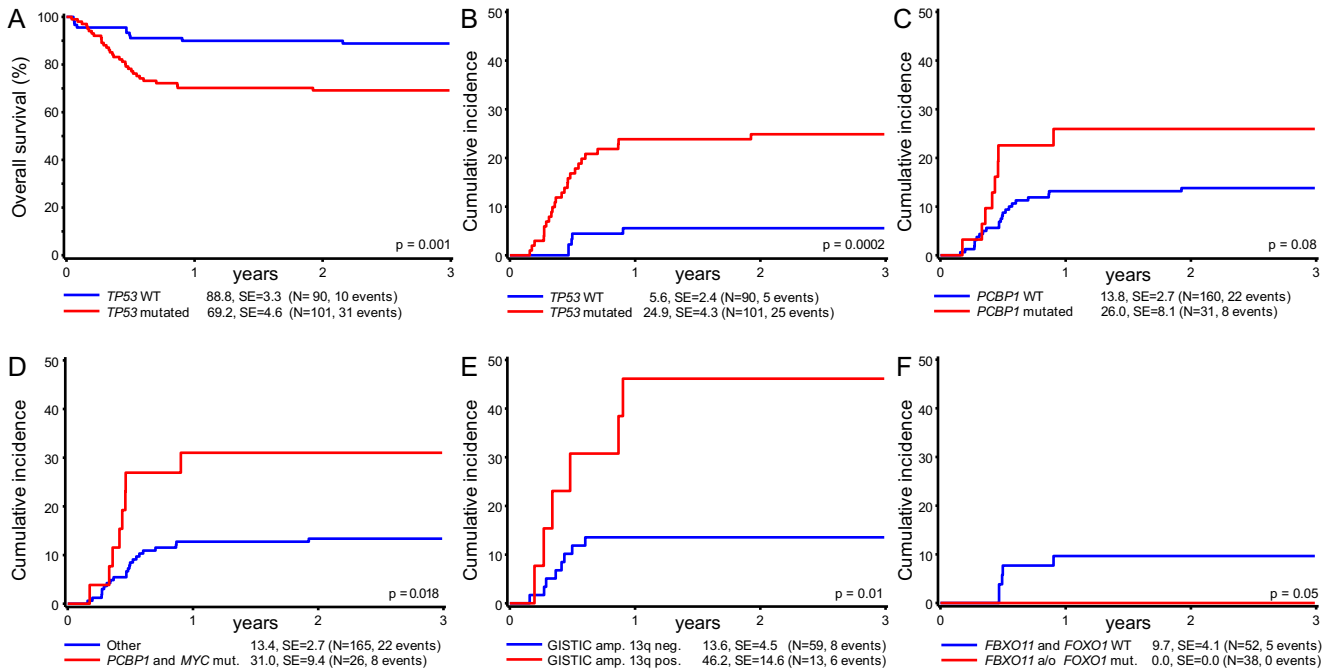 A
Overall survival (%)
100
80
60
40
20
0
p = 0.001
0 1 2 3
years
TP53 WT 88.8, SE=3.3 (N= 90, 10 events)
TP53 mutated 69.2, SE=4.6 (N=101, 31 events)
B
Cumulative incidence
50
40
30
20
10
0
p = 0.0002
0 1 2 3
years
TP53 WT 5.6, SE=2.4 (N=90, 5 events)
TP53 mutated 24.9, SE=4.3 (N=101, 25 events)
C
Cumulative incidence
50
40
30
20
10
0
p = 0.08
0 1 2 3
years
PCBP1 WT 13.8, SE=2.7 (N=160, 22 events)
PCBP1 mutated 26.0, SE=8.1 (N=31, 8 events)
D
Cumulative incidence
50
40
30
20
10
0
p = 0.018
0 1 2 3
years
Other 13.4, SE=2.7 (N=165, 22 events)
PCBP1 and MYC mut. 31.0, SE=9.4 (N=26, 8 events)
E
Cumulative incidence
50
40
30
20
10
0
p = 0.01
0 1 2 3
years
GISTIC amp. 13q neg. 13.6, SE=4.5 (N=59, 8 events)
GISTIC amp. 13q pos. 46.2, SE=14.6 (N=13, 6 events)
F
Cumulative incidence
50
40
30
20
10
0
p = 0.05
0 1 2 3
years
FBXO11 and FOXO1 WT 9.7, SE=4.1 (N=52, 5 events)
FBXO11 a/o FOXO1 mut. 0.0, SE=0.0 (N=38, 0 events)